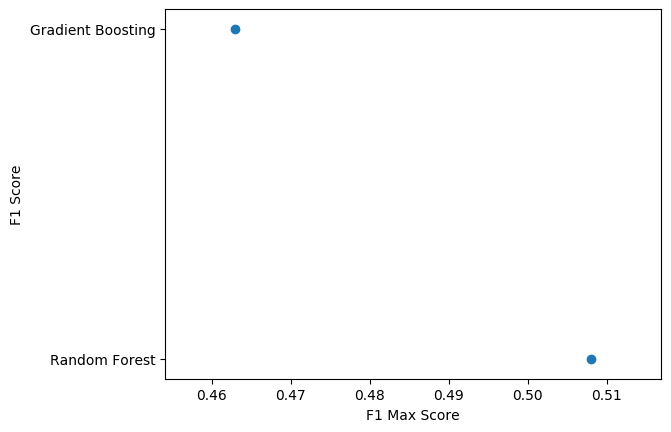 Gradient Boosting
F1 Score
Random Forest
0.46 0.47 0.48 0.49 0.50 0.51
F1 Max Score